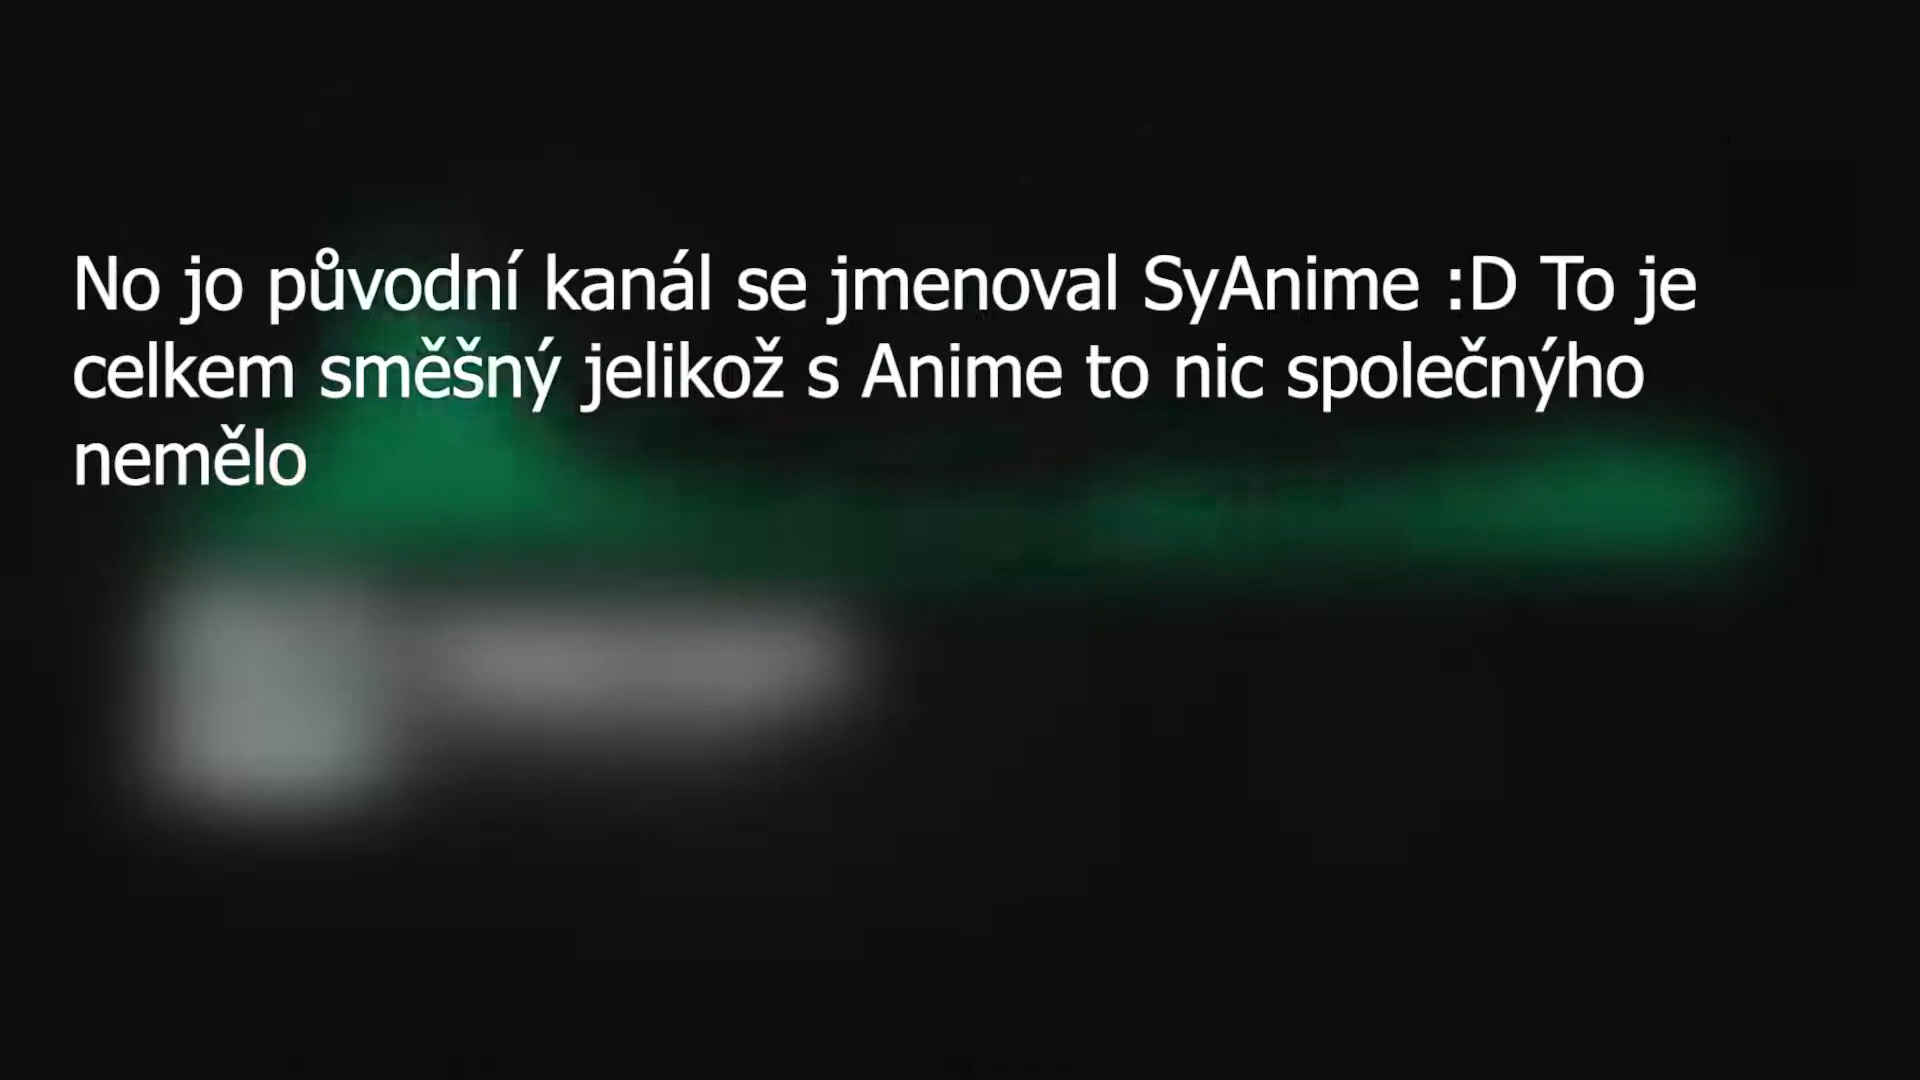 No jo původní kanál se jmenoval SyAnime :D To je
celkem směšný jelikož s Anime to nic společnýho
nemělo